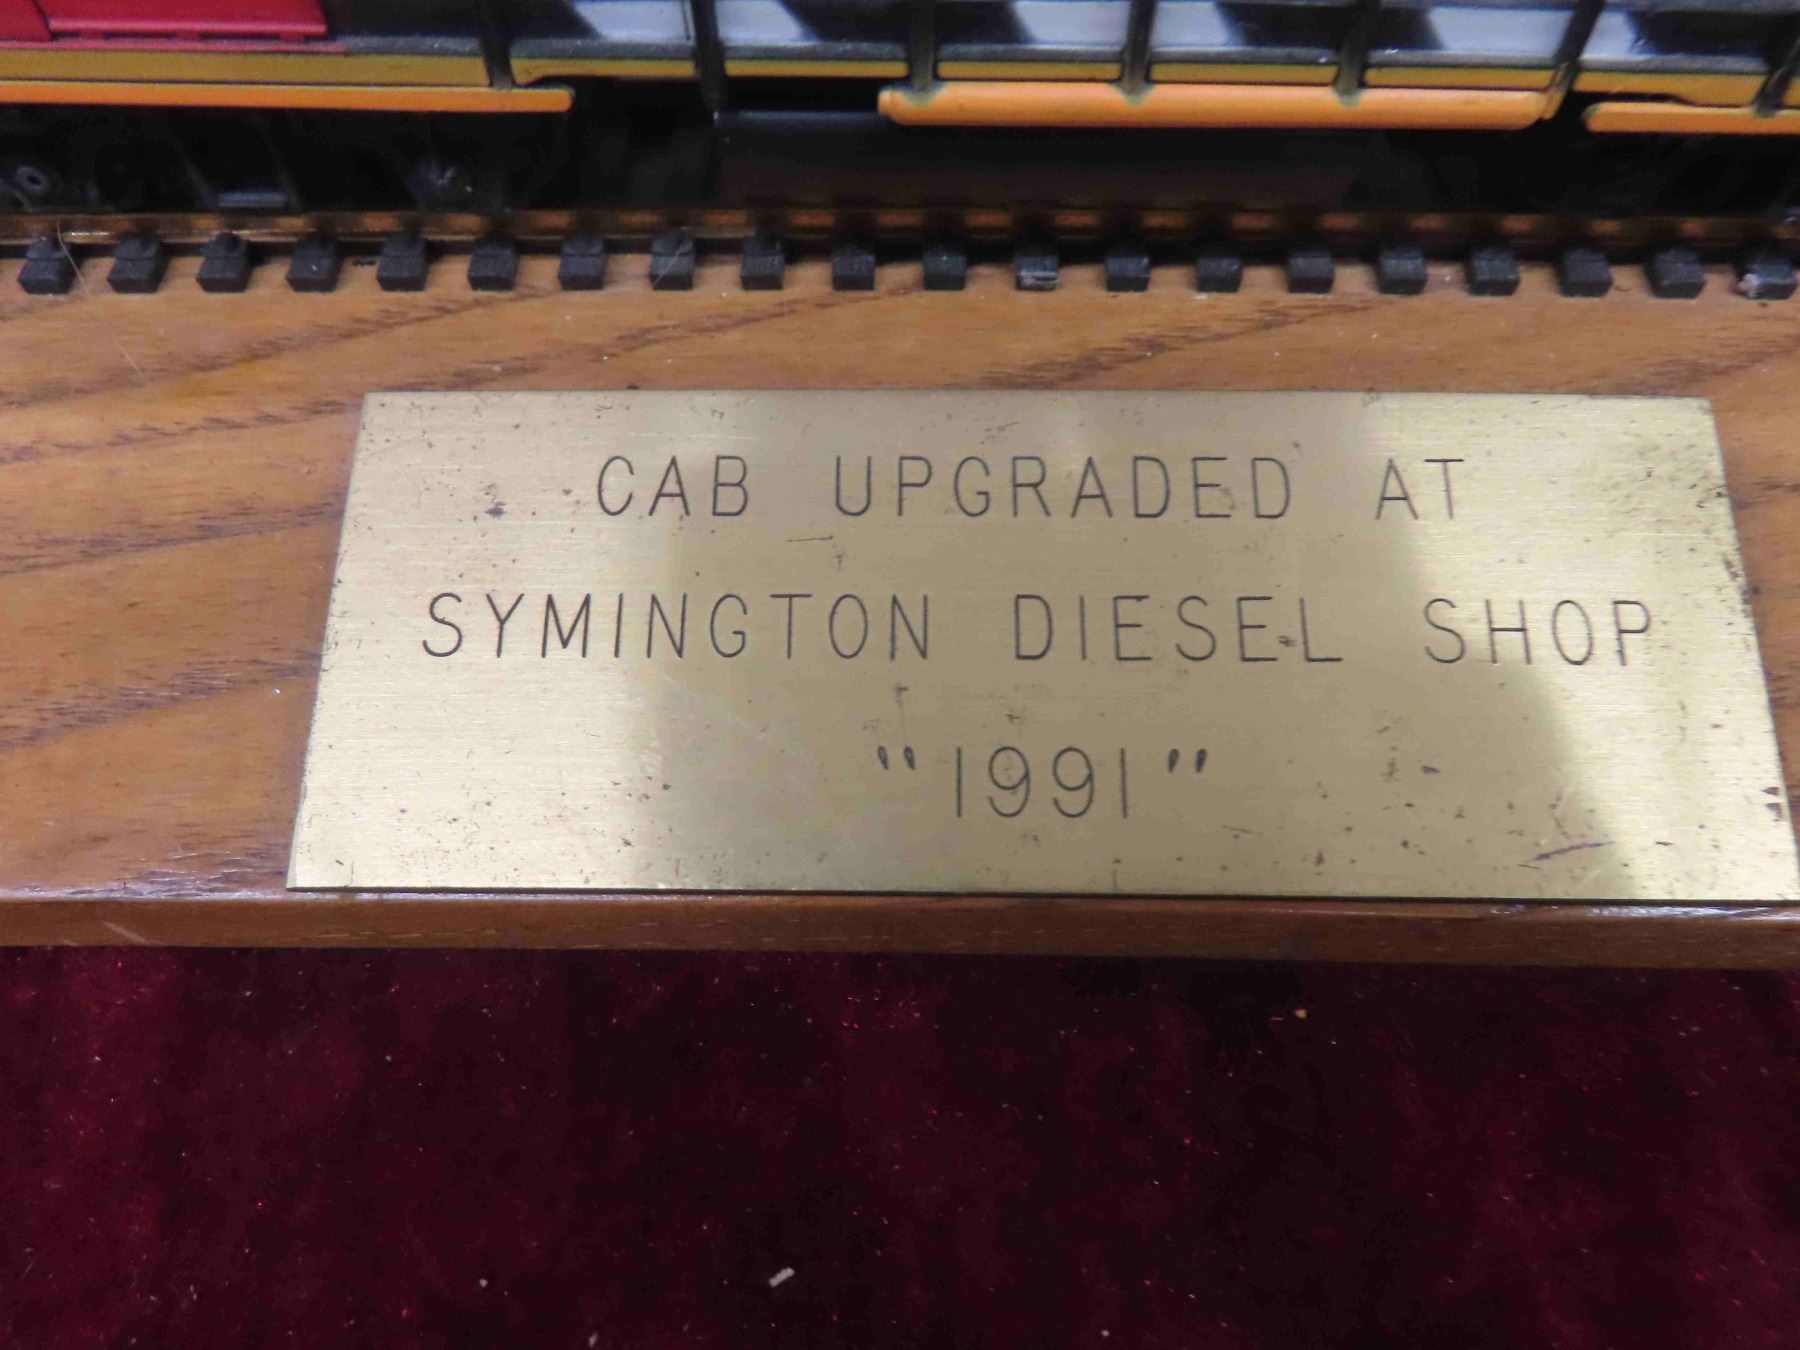 CAB UPGRADED AT
SYMINGTON DIESEL SHOP
"1991"